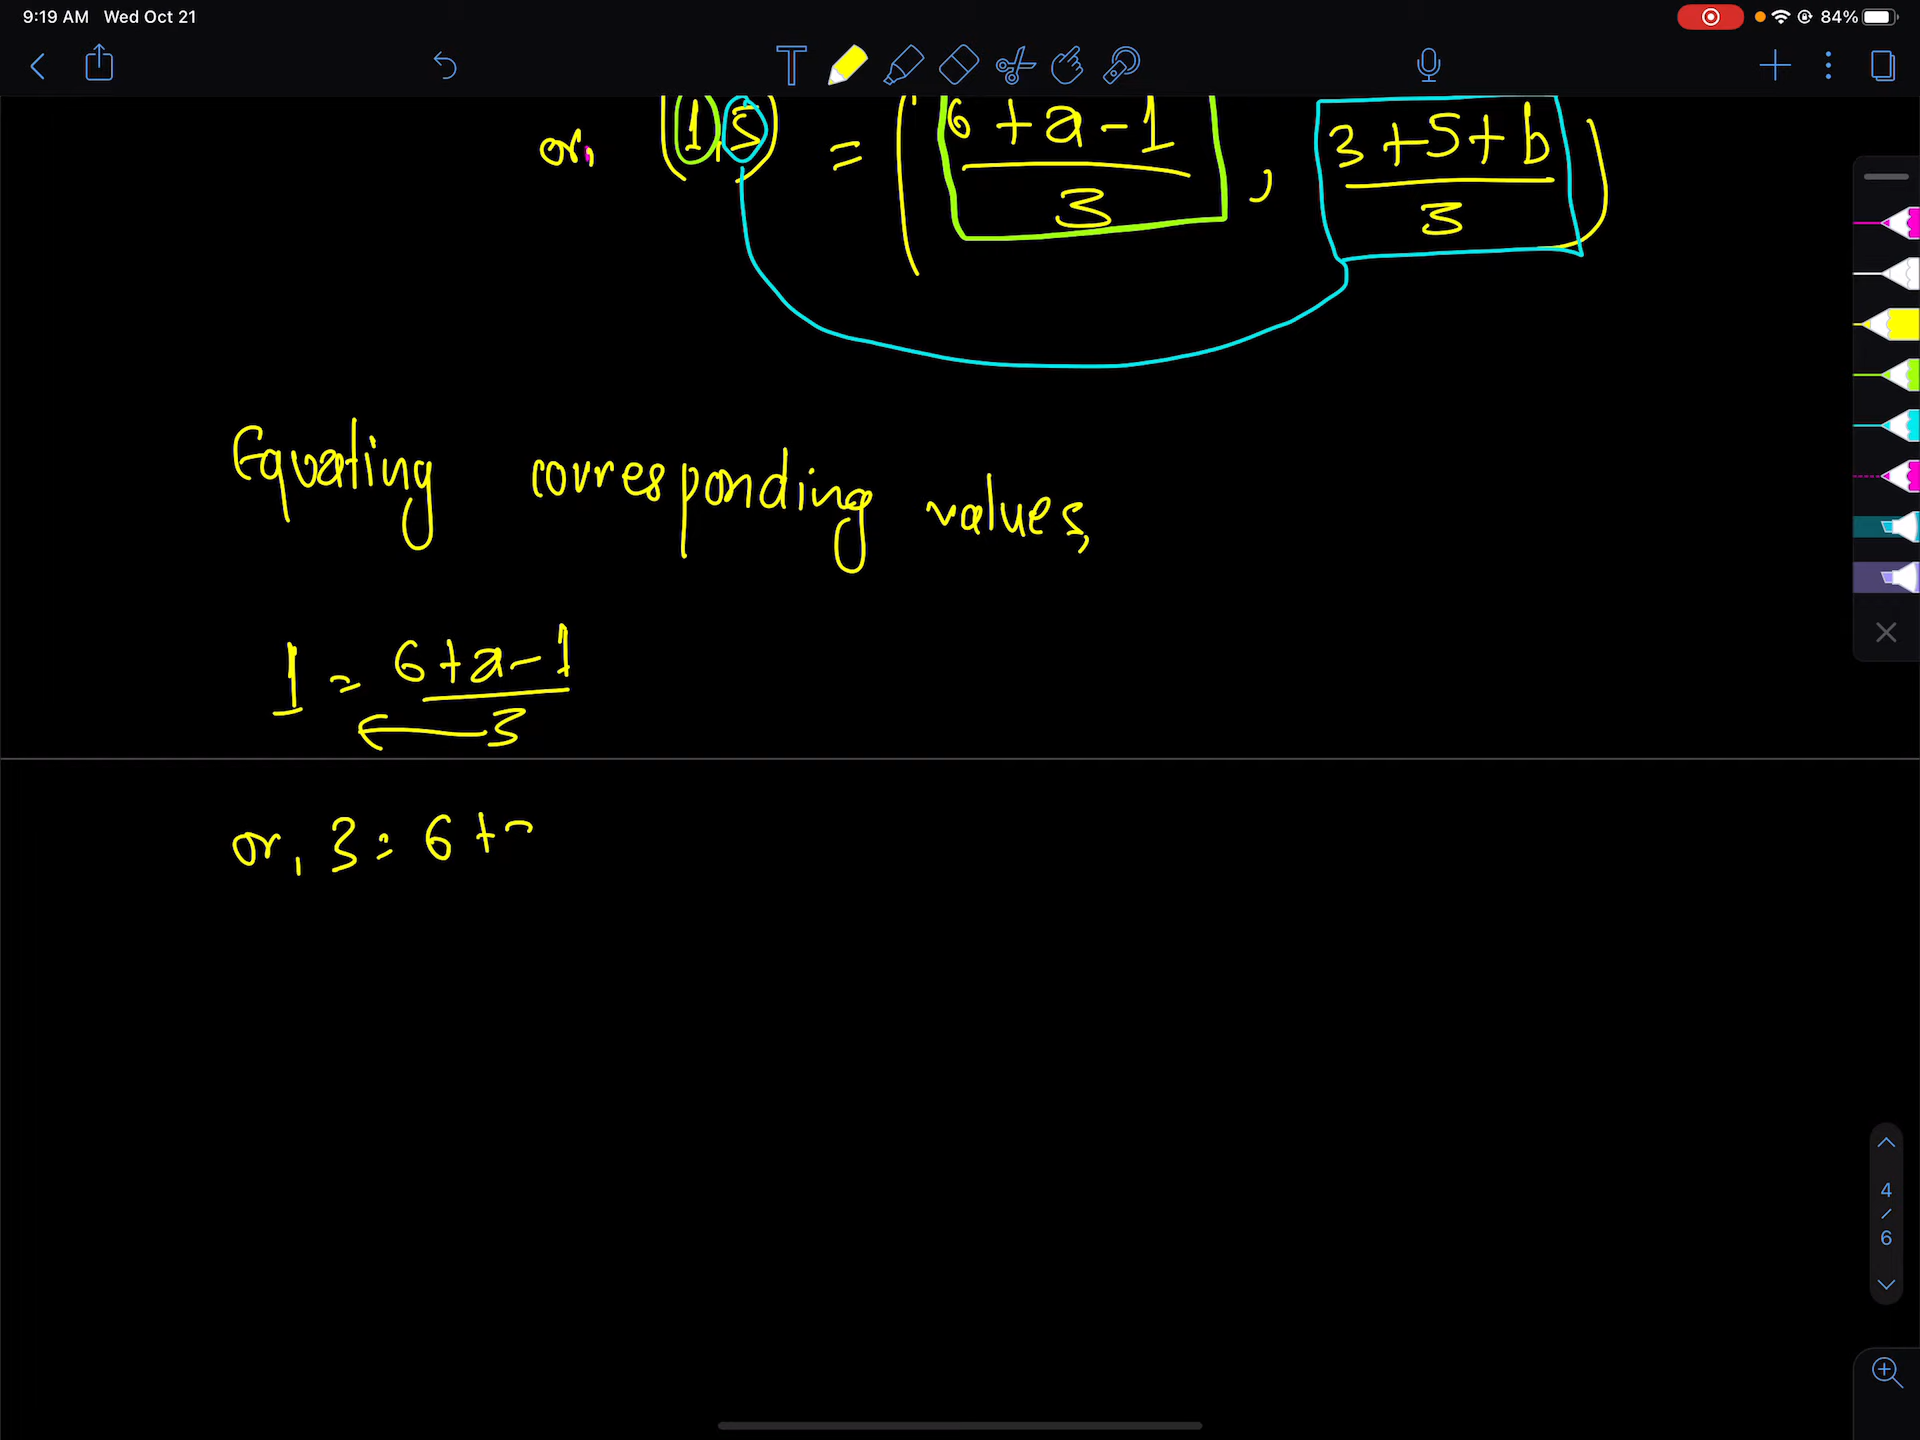 9:19 AM Wed Oct 21
84%
or, (1,5) = (6+a-1/3, 3+5+b/3)
Equating corresponding values,
1 = 6+a-1/3
or, 3 = 6 +
4
/
6